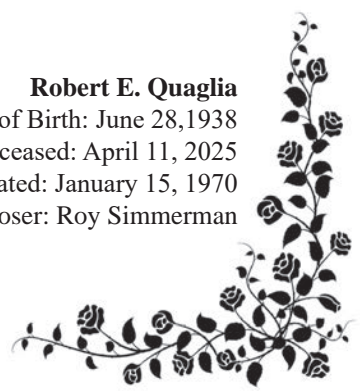 Robert E. Quaglia
of Birth: June 28,1938
ceased: April 11, 2025
ated: January 15, 1970
oser: Roy Simmerman